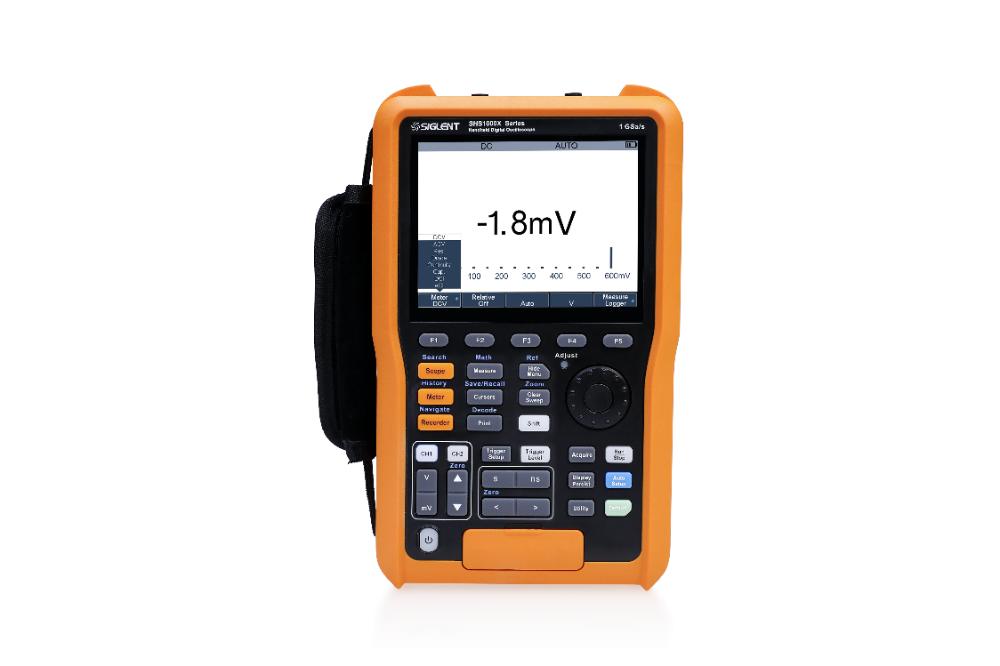 SIGLENT
SHS1000X Series
Handheld Digital Oscilloscope
1 GSa/s
DC AUTO
-1.8mV
DCV
ACV
Res.
Diode
Continuity
Cap.
DCI
ACI
100 200 300 400 500 600mV
Meter
DCV
Relative
Off
Auto
V
Measure
Logger
F1 F2 F3 F4 F5
Search Math Ref Adjust
Scope Measure Hide
Menu
History Save/Recall Zoom
Meter Cursors Clear
Sweep
Navigate Decode
Recorder Print Shift
CH1 CH2
Trigger
Setup
Trigger
Level
Acquire
Run
Stop
Zero
V
mV
s ns
Zero
< >
Display
Persist
Auto
Setup
Utility
Default